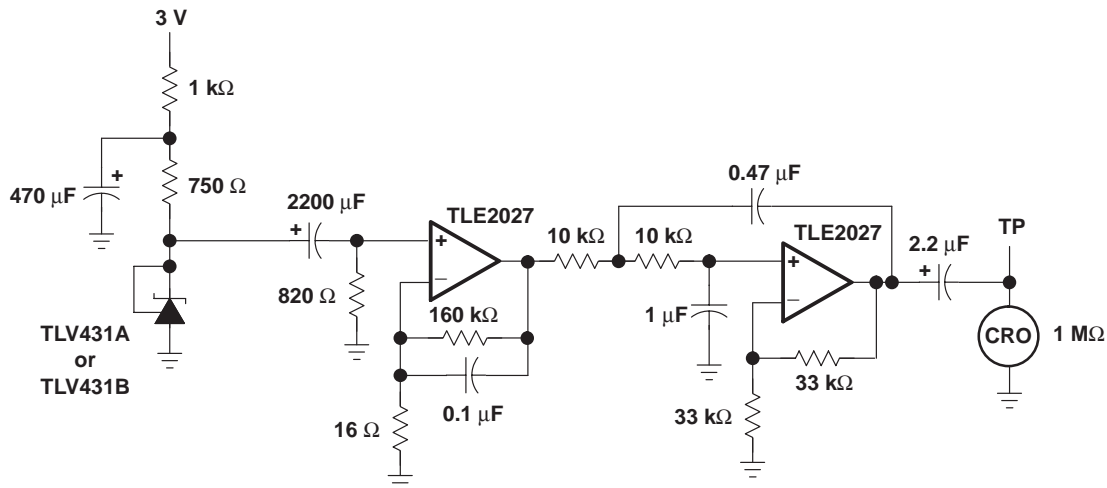 3 V
1 kΩ
470 μF
+
750 Ω
2200 μF
+
TLV431A
or
TLV431B
820 Ω
TLE2027
+
−
160 kΩ
0.1 μF
16 Ω
10 kΩ
10 kΩ
0.47 μF
1 μF
TLE2027
+
−
33 kΩ
33 kΩ
2.2 μF
+
TP
CRO
1 MΩ